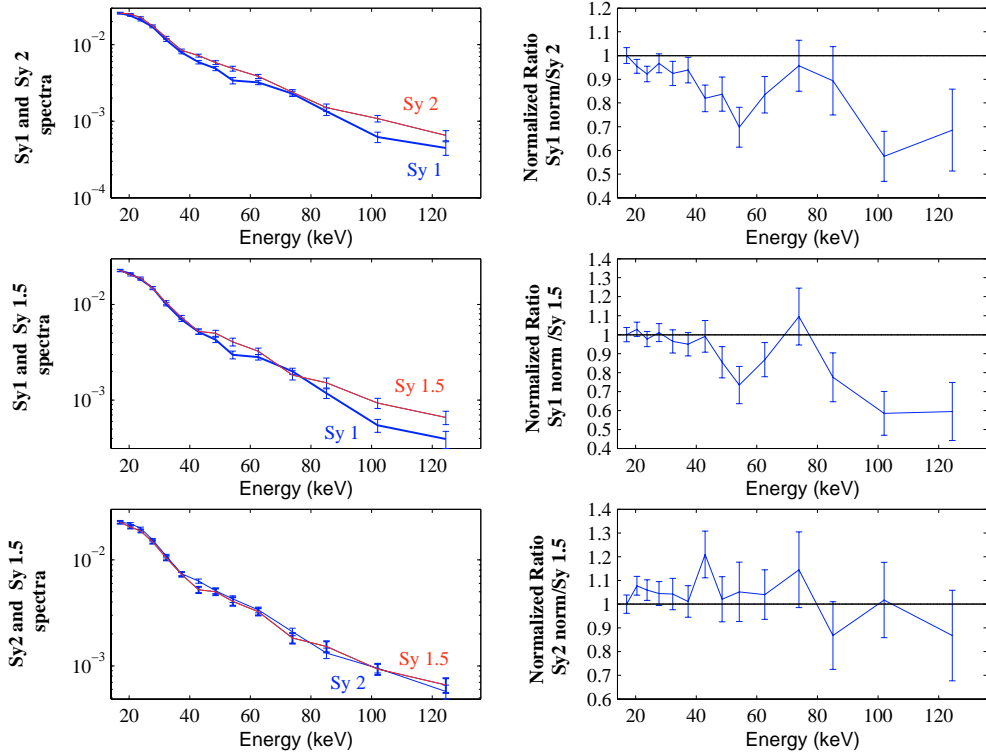 Sy1 and Sy 2
spectra
10^-2
10^-3
10^-4
20 40 60 80 100 120
Energy (keV)
Sy 2
Sy 1
Normalized Ratio
Sy1 norm/Sy 2
1.2
1.1
1
0.9
0.8
0.7
0.6
0.5
0.4
20 40 60 80 100 120
Energy (keV)
Sy1 and Sy 1.5
spectra
10^-2
10^-3
20 40 60 80 100 120
Energy (keV)
Sy 1.5
Sy 1
Normalized Ratio
Sy1 norm /Sy 1.5
1.4
1.3
1.2
1.1
1
0.9
0.8
0.7
0.6
0.5
0.4
20 40 60 80 100 120
Energy (keV)
Sy2 and Sy 1.5
spectra
10^-2
10^-3
20 40 60 80 100 120
Energy (keV)
Sy 1.5
Sy 2
Normalized Ratio
Sy2 norm/Sy 1.5
1.4
1.3
1.2
1.1
1
0.9
0.8
0.7
0.6
20 40 60 80 100 120
Energy (keV)